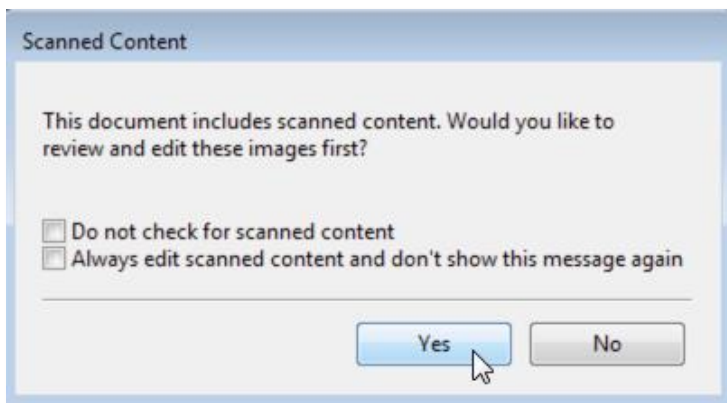 Scanned Content
This document includes scanned content. Would you like to
review and edit these images first?
Do not check for scanned content
Always edit scanned content and don't show this message again
Yes
No